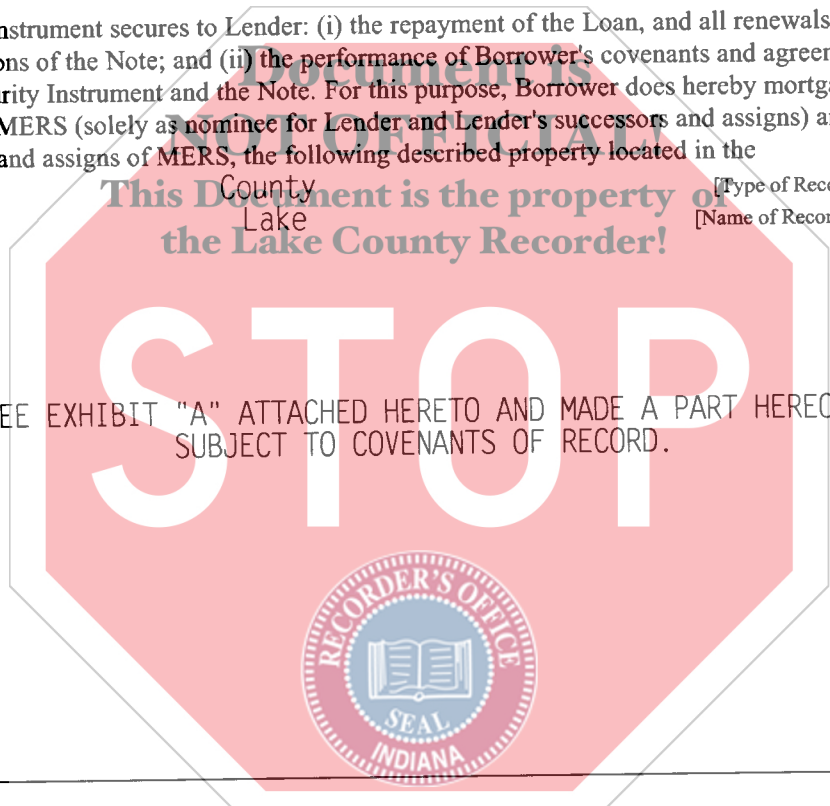 nstrument secures to Lender: (i) the repayment of the Loan, and all renewals
ons of the Note; and (ii) the performance of Borrower's covenants and agreer
Document is
rity Instrument and the Note. For this purpose, Borrower does hereby mortga
NOT OFFICIAL!
MERS (solely as nominee for Lender and Lender's successors and assigns) a
and assigns of MERS, the following described property located in the
This Document is the property of
County [Type of Rece
Lake [Name of Recor
the Lake County Recorder!
STOP
EE EXHIBIT "A" ATTACHED HERETO AND MADE A PART HEREO
SUBJECT TO COVENANTS OF RECORD.
RECORDER'S OFFICE
SEAL
INDIANA